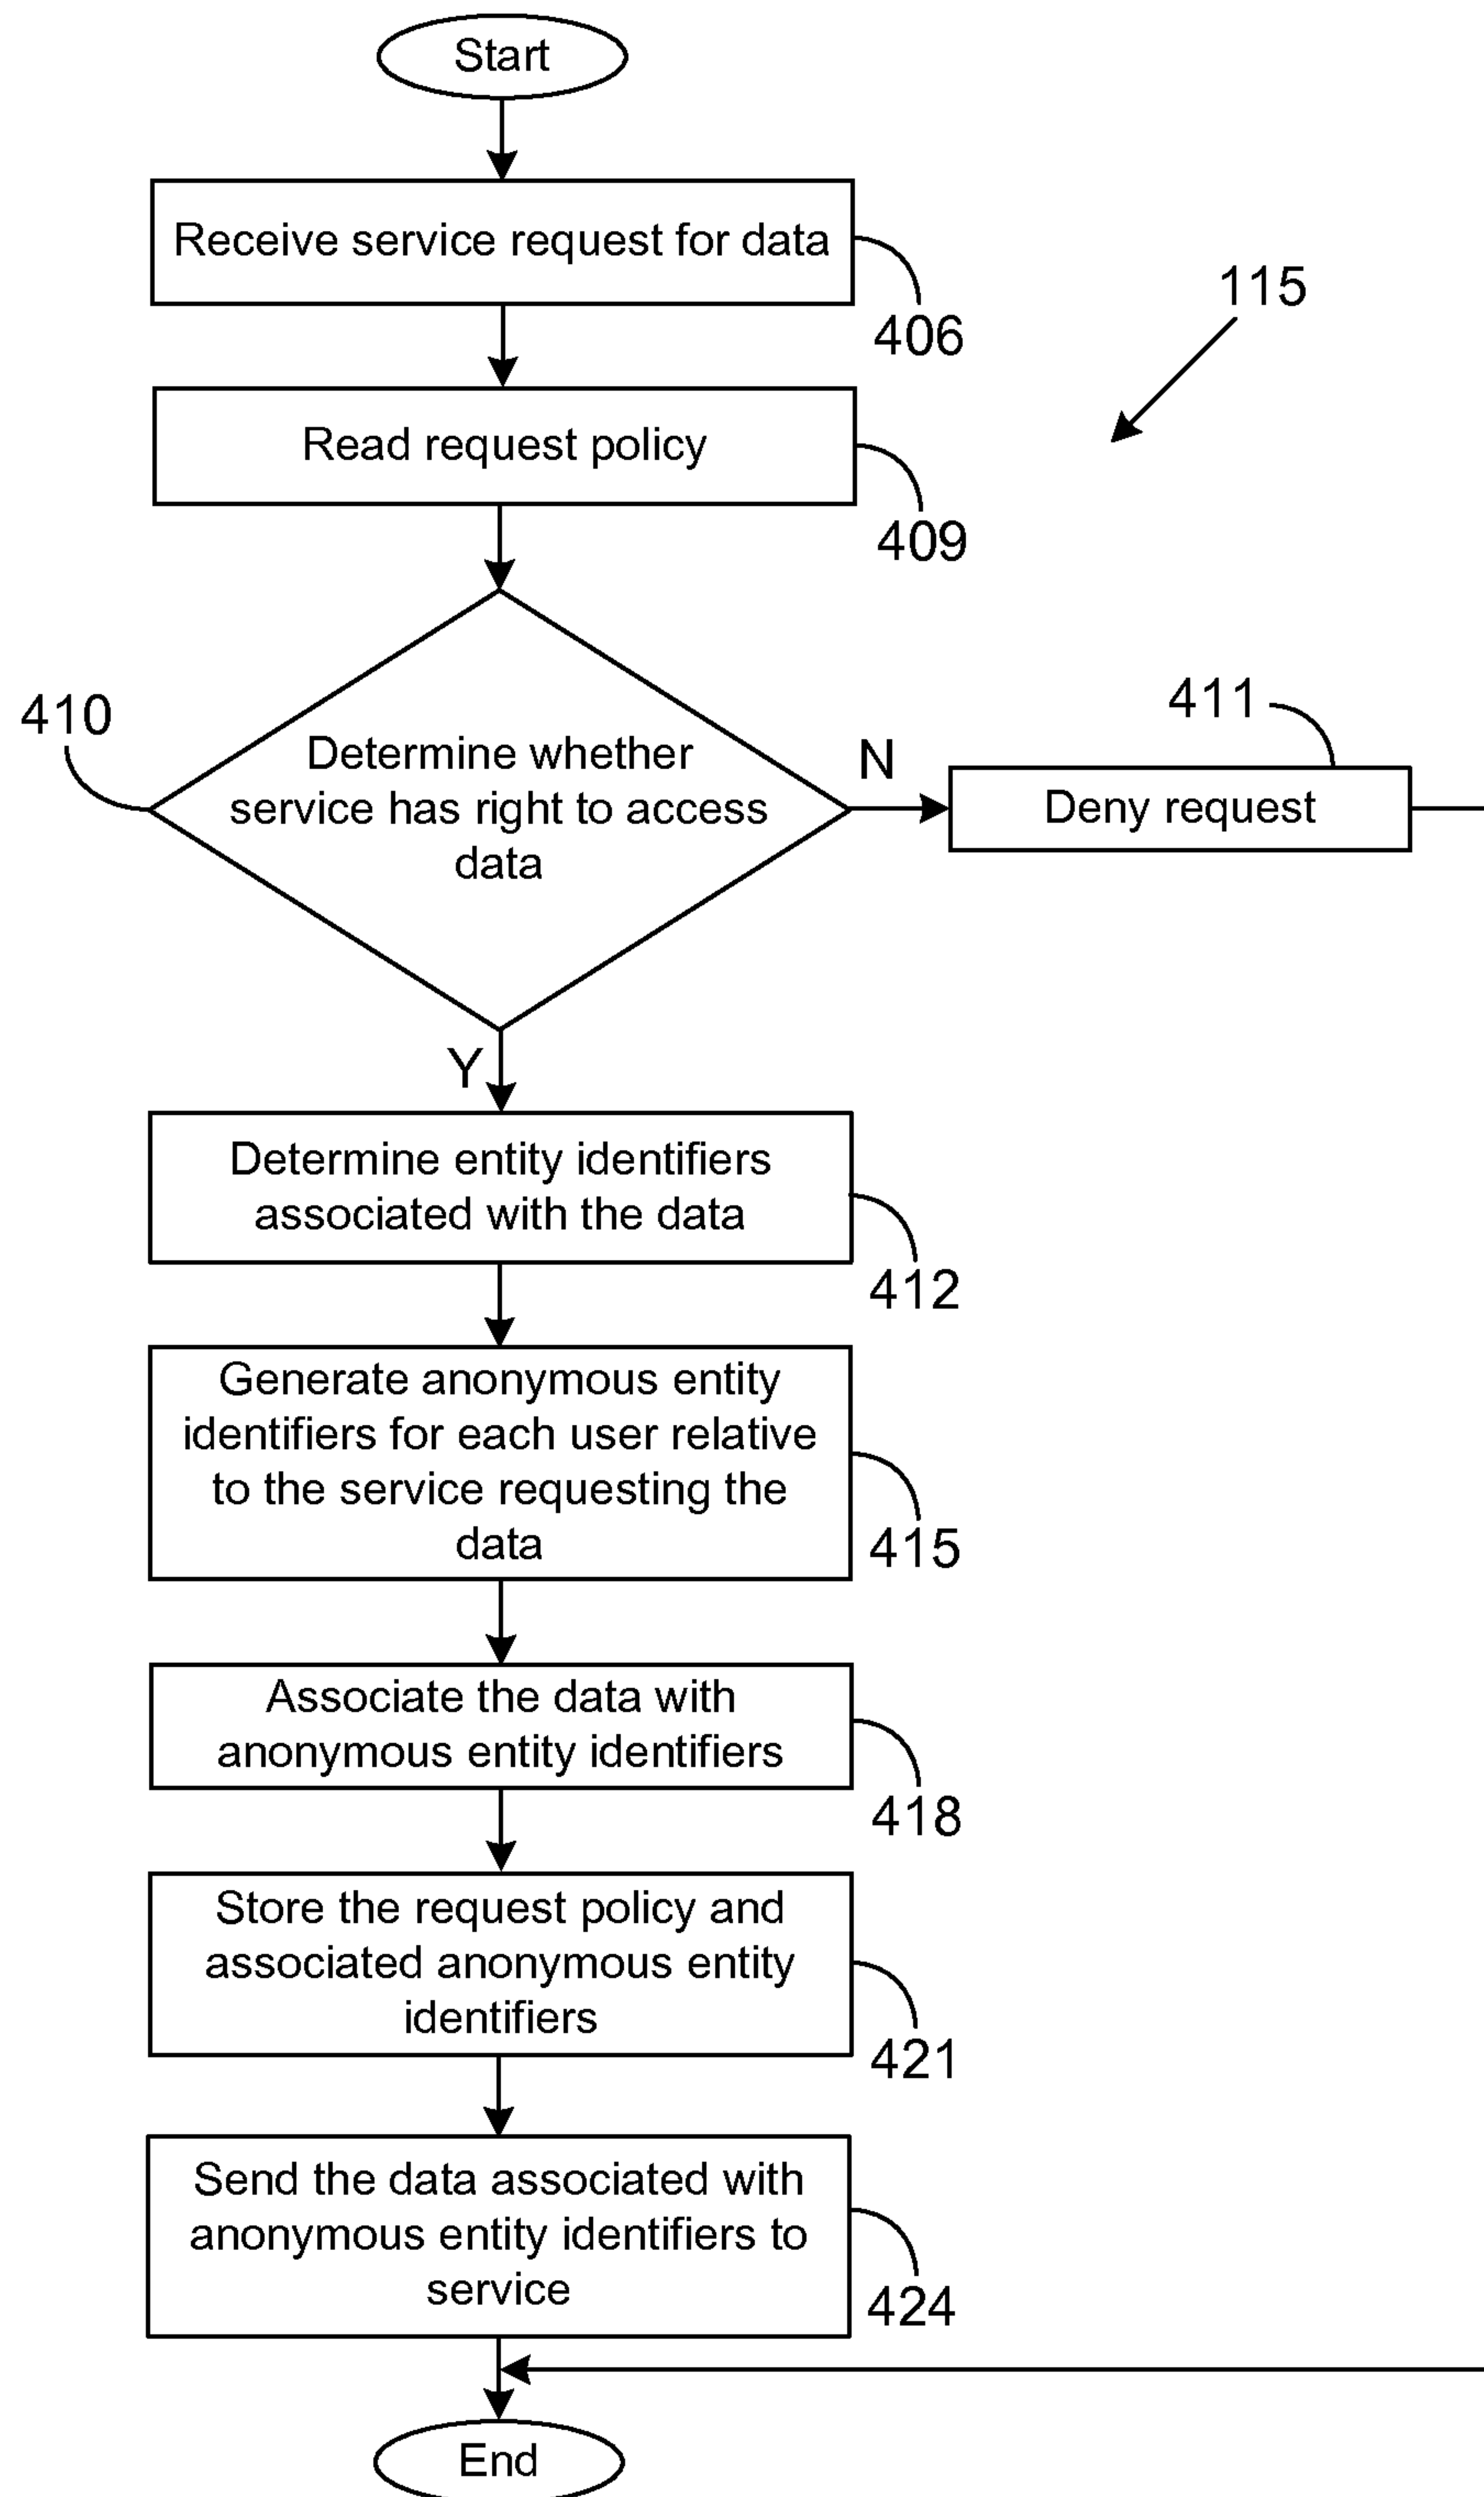 Start
Receive service request for data
406
115
Read request policy
409
410
Determine whether
service has right to access
data
N
411
Deny request
Y
Determine entity identifiers
associated with the data
412
Generate anonymous entity
identifiers for each user relative
to the service requesting the
data
415
Associate the data with
anonymous entity identifiers
418
Store the request policy and
associated anonymous entity
identifiers
421
Send the data associated with
anonymous entity identifiers to
service
424
End